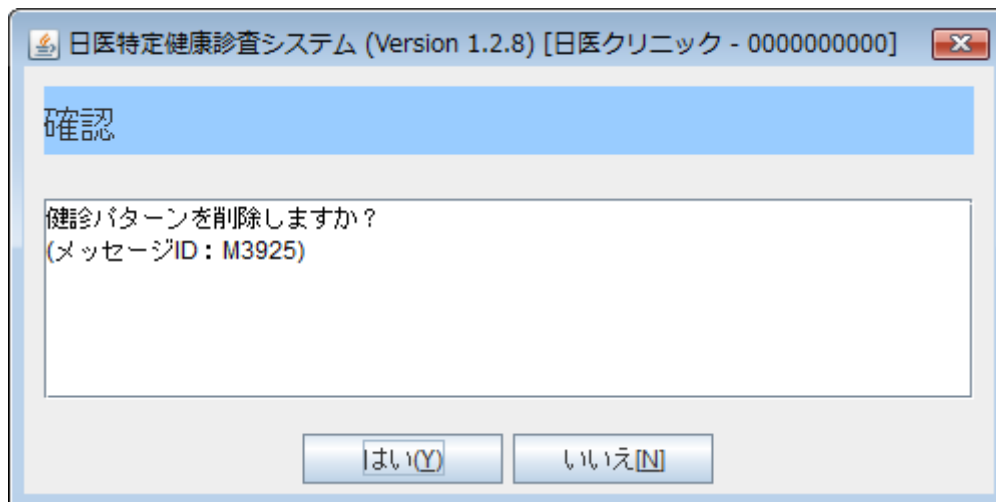 日医特定健康診査システム (Version 1.2.8) [日医クリニック - 0000000000]
確認
健診パターンを削除しますか？
(メッセージID：M3925)
はい(Y)
いいえ[N]